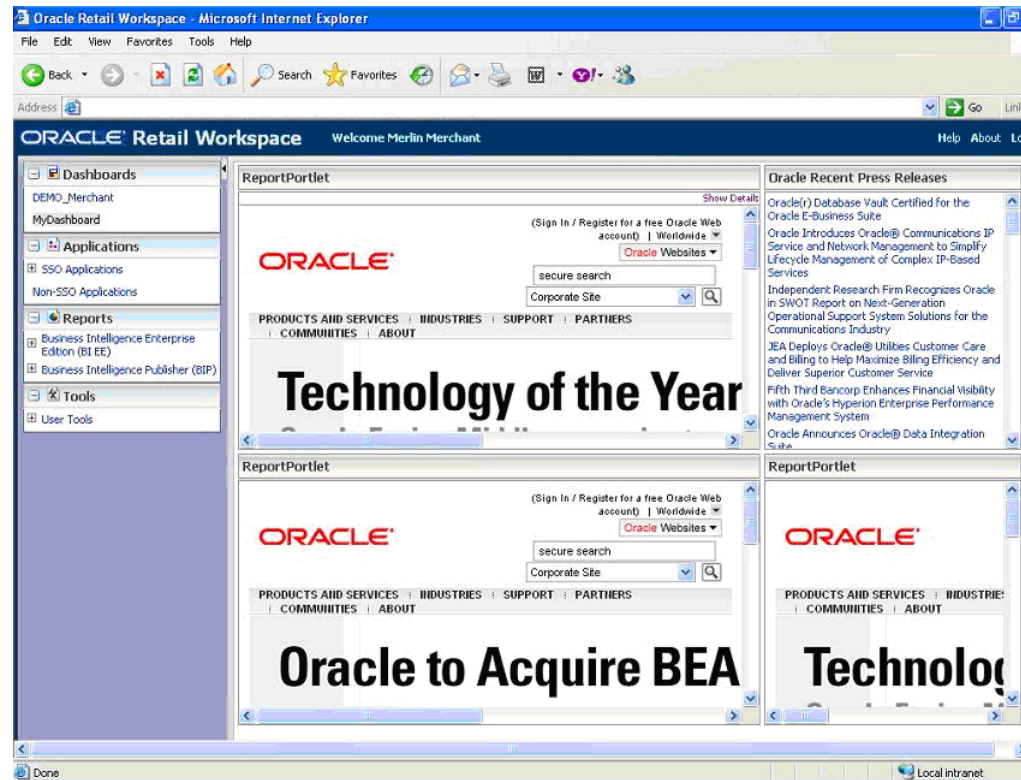 Oracle Retail Workspace - Microsoft Internet Explorer
File Edit View Favorites Tools Help
Back Search Favorites
Address Go
ORACLE Retail Workspace Welcome Merlin Merchant Help About
Dashboards
DEMO_Merchant
MyDashboard
Applications
SSO Applications
Non-SSO Applications
Reports
Business Intelligence Enterprise
Edition (BI EE)
Business Intelligence Publisher (BIP)
Tools
User Tools
ReportPortlet
Show Details
(Sign In / Register for a free Oracle Web
account) | Worldwide
ORACLE
Oracle Websites
secure search
Corporate Site
PRODUCTS AND SERVICES INDUSTRIES SUPPORT PARTNERS
COMMUNITIES ABOUT
Technology of the Year
Oracle Recent Press Releases
Oracle(r) Database Vault Certified for the
Oracle E-Business Suite
Oracle Introduces Oracle® Communications IP
Service and Network Management to Simplify
Lifecycle Management of Complex IP-Based
Services
Independent Research Firm Recognizes Oracle
in SWOT Report on Next-Generation
Operational Support System Solutions for the
Communications Industry
JEA Deploys Oracle® Utilities Customer Care
and Billing to Help Maximize Billing Efficiency and
Deliver Superior Customer Service
Fifth Third Bancorp Enhances Financial Visibility
with Oracle's Hyperion Enterprise Performance
Management System
Oracle Announces Oracle® Data Integration
Suite
ReportPortlet
(Sign In / Register for a free Oracle Web
account) | Worldwide
ORACLE
Oracle Websites
secure search
Corporate Site
PRODUCTS AND SERVICES INDUSTRIES SUPPORT PARTNERS
COMMUNITIES ABOUT
Oracle to Acquire BEA
ReportPortlet
ORACLE
PRODUCTS AND SERVICES INDUSTRIES
COMMUNITIES ABOUT
Technolog
Done Local intranet